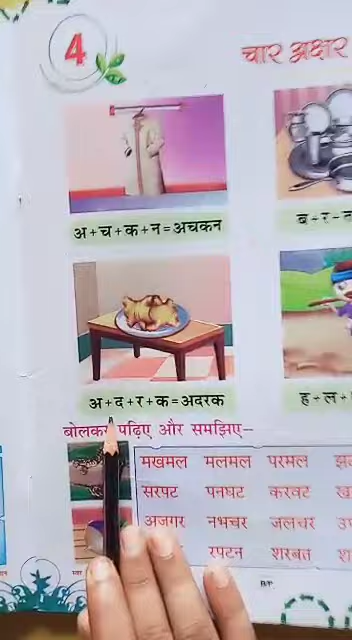 4
चार अक्षर
अ+च+क+न=अचकन
अ+द+र+क=अदरक
बोलकर पढ़िए और समझिए–
मखमल मलमल परमल
सरपट पनघट करवट
अजगर नभचर जलचर
रपटन शरबत